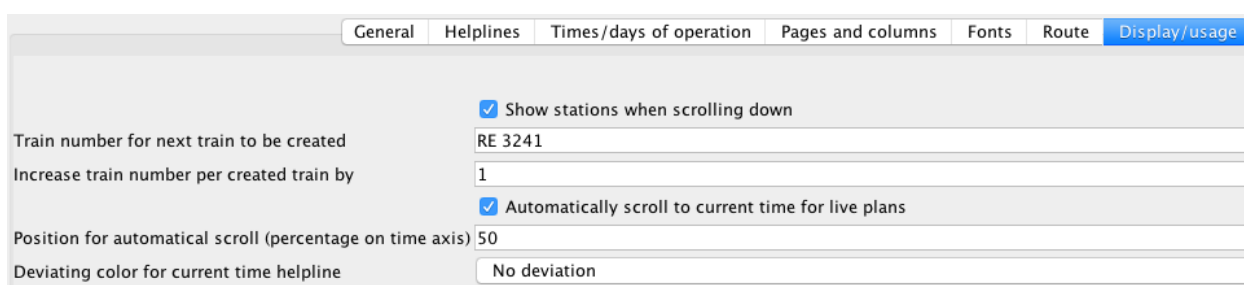 General Helplines Times/days of operation Pages and columns Fonts Route Display/usage
Show stations when scrolling down
Train number for next train to be created RE 3241
Increase train number per created train by 1
Automatically scroll to current time for live plans
Position for automatical scroll (percentage on time axis) 50
Deviating color for current time helpline No deviation